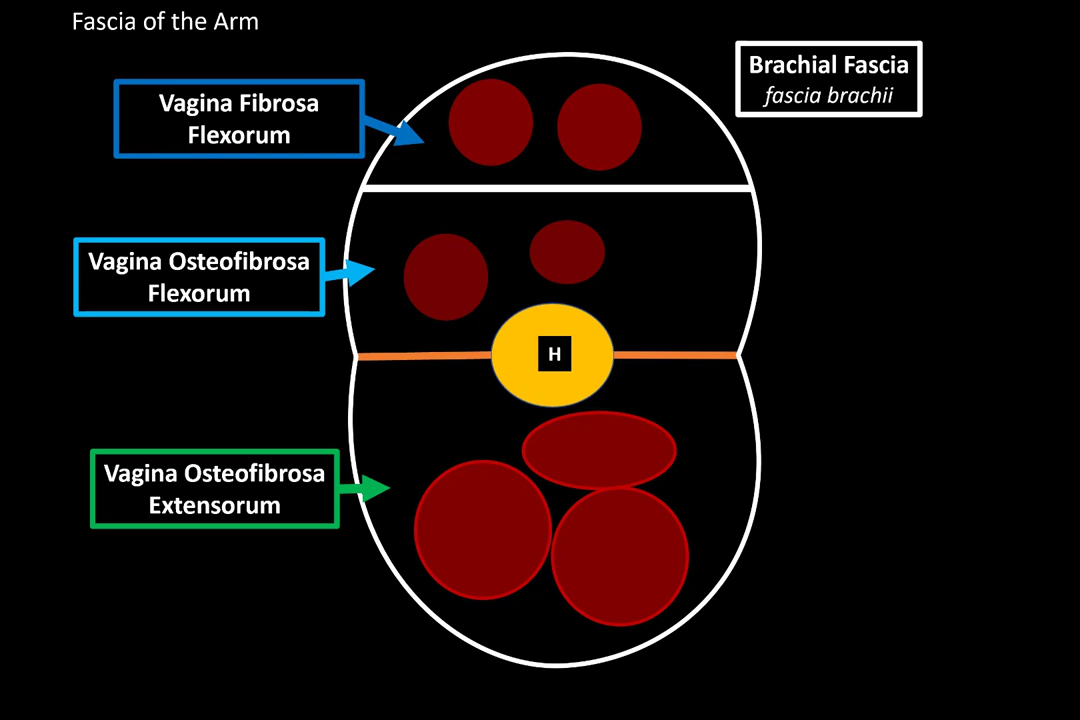 Fascia of the Arm
Brachial Fascia
fascia brachii
Vagina Fibrosa
Flexorum
Vagina Osteofibrosa
Flexorum
H
Vagina Osteofibrosa
Extensorum